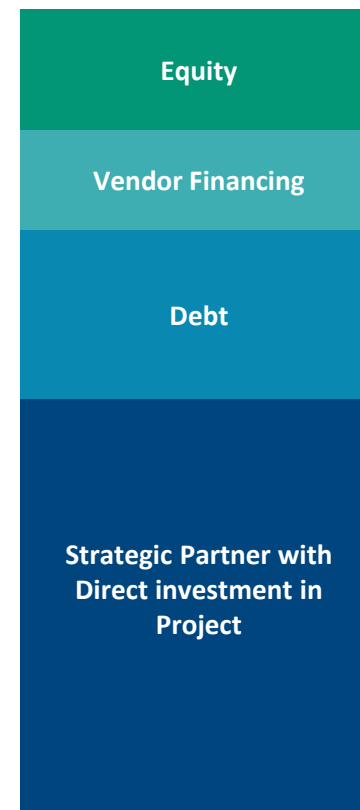 Equity
Vendor Financing
Debt
Strategic Partner with
Direct investment in
Project